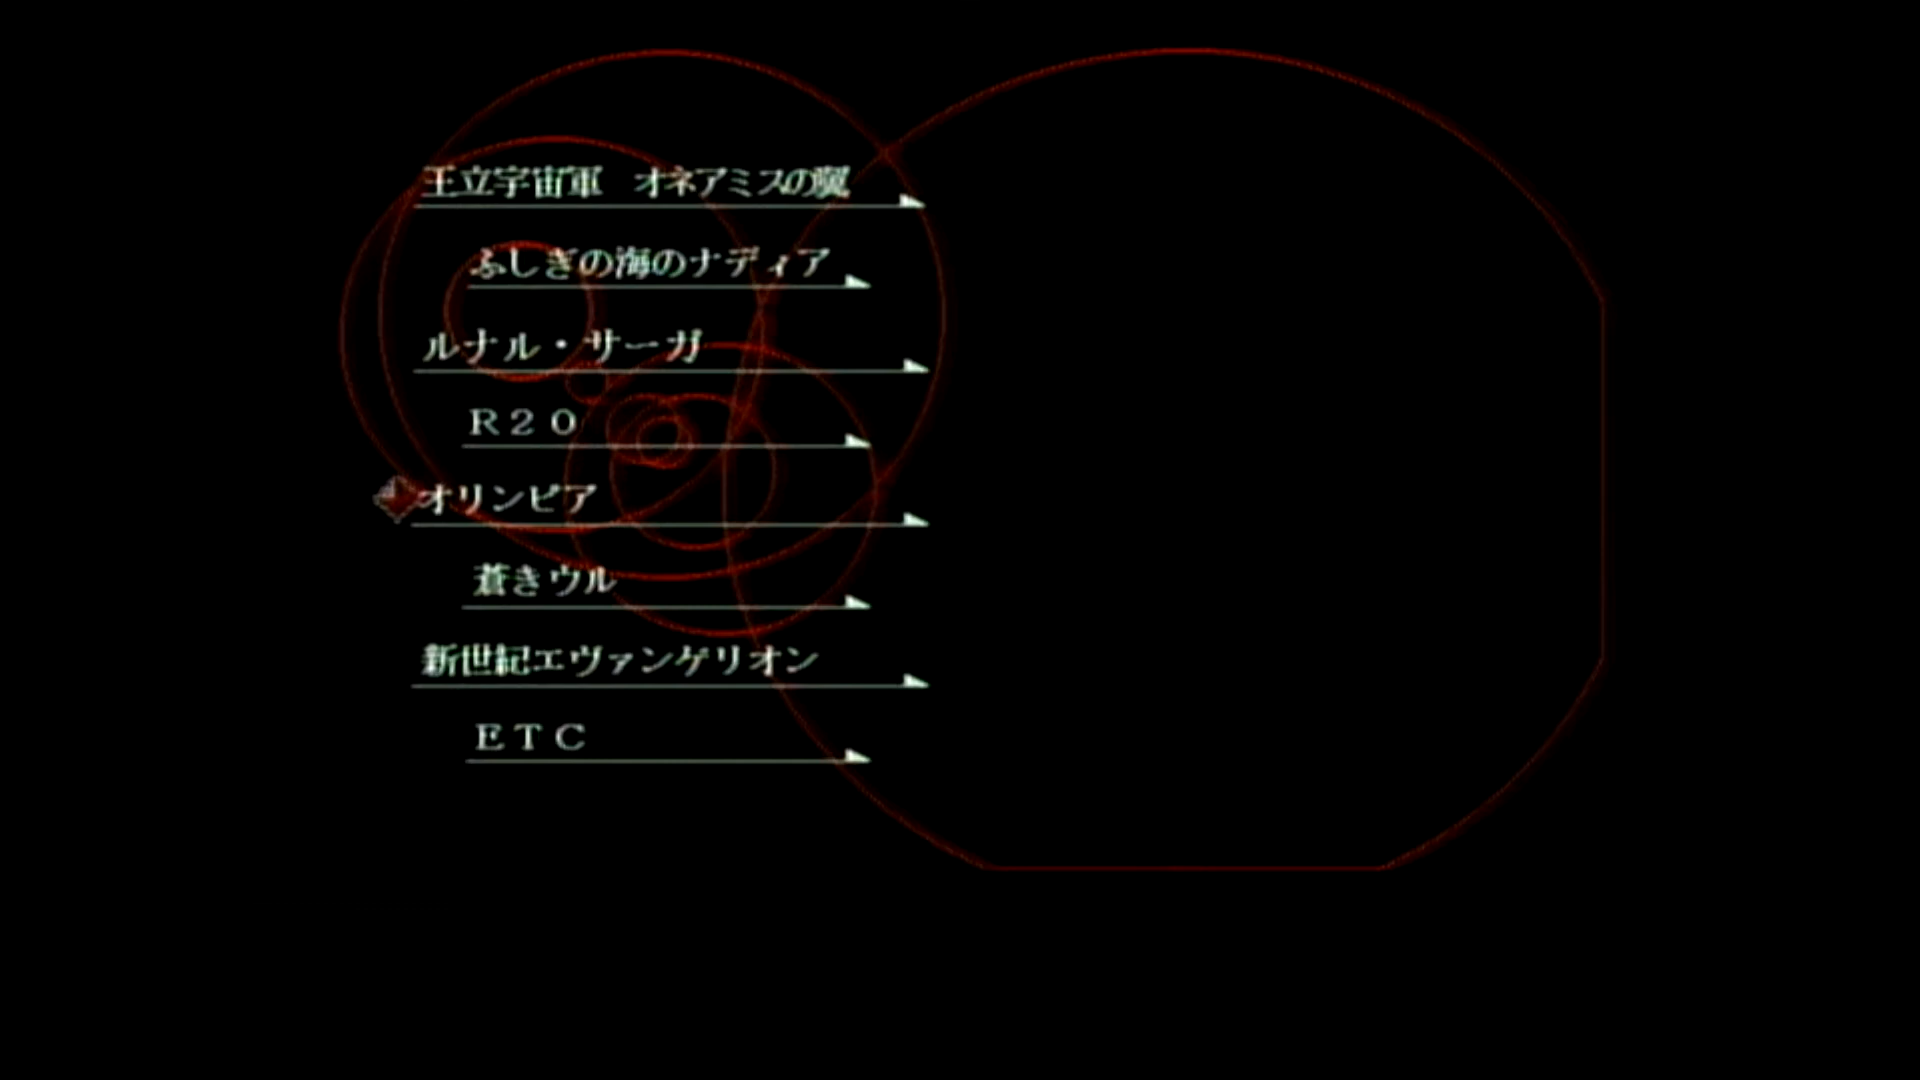 王立宇宙軍　オネアミスの翼
ふしぎの海のナディア
ルナル・サーガ
Ｒ２０
オリンピア
蒼きウル
新世紀エヴァンゲリオン
ＥＴＣ